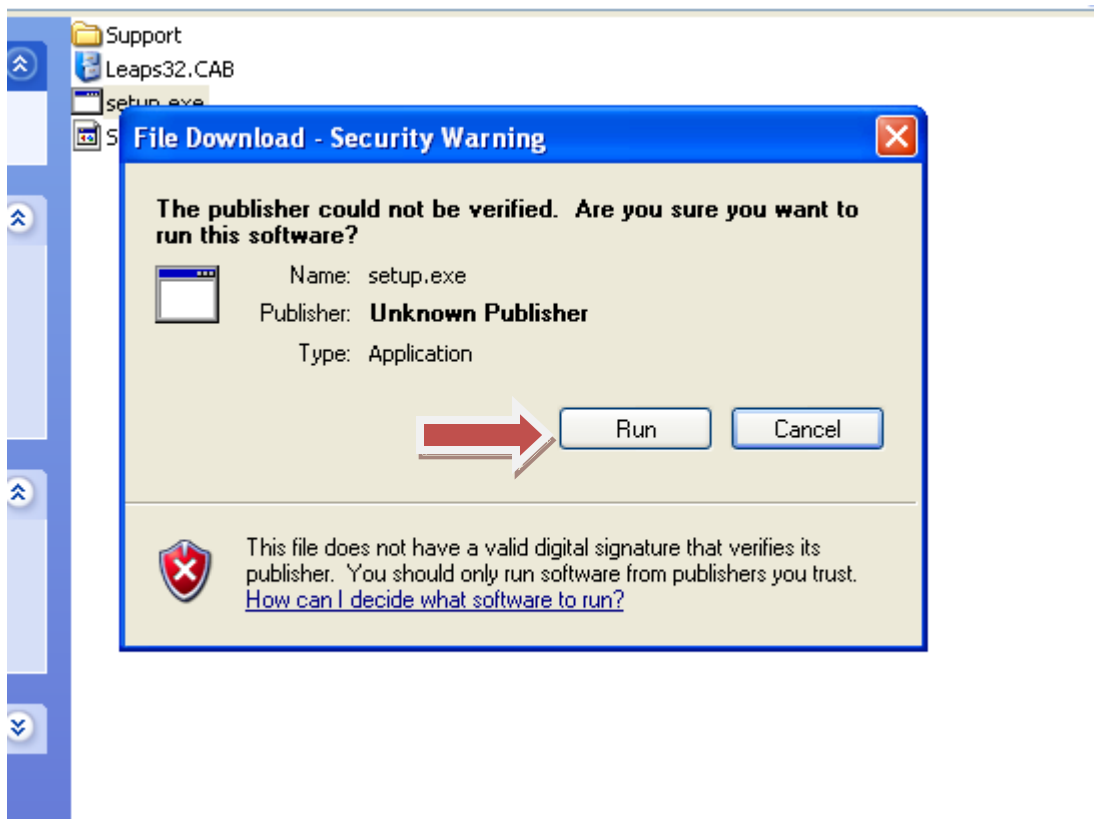 Support
Leaps32.CAB
setup.exe
S
File Download - Security Warning
The publisher could not be verified.  Are you sure you want to
run this software?
Name: setup.exe
Publisher: Unknown Publisher
Type: Application
Run Cancel
This file does not have a valid digital signature that verifies its
publisher.  You should only run software from publishers you trust.
How can I decide what software to run?